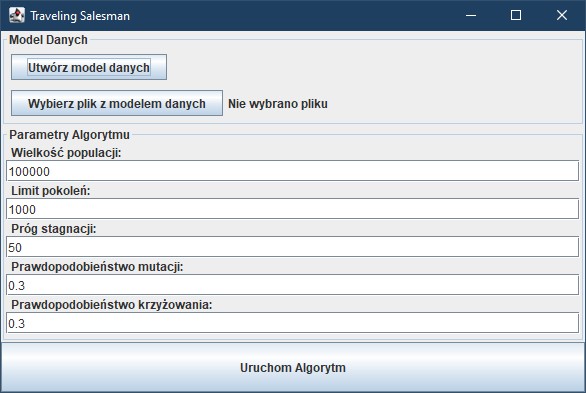 Traveling Salesman
Model Danych
Utwórz model danych
Wybierz plik z modelem danych Nie wybrano pliku
Parametry Algorytmu
Wielkość populacji:
100000
Limit pokoleń:
1000
Próg stagnacji:
50
Prawdopodobieństwo mutacji:
0.3
Prawdopodobieństwo krzyżowania:
0.3
Uruchom Algorytm